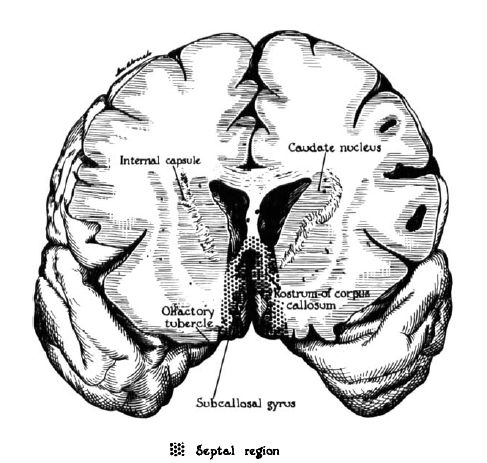 Caudate nucleus
Internal capsule
Rostrum of corpus
callosum
Olfactory
tubercle
Subcallosal gyrus
Septal region